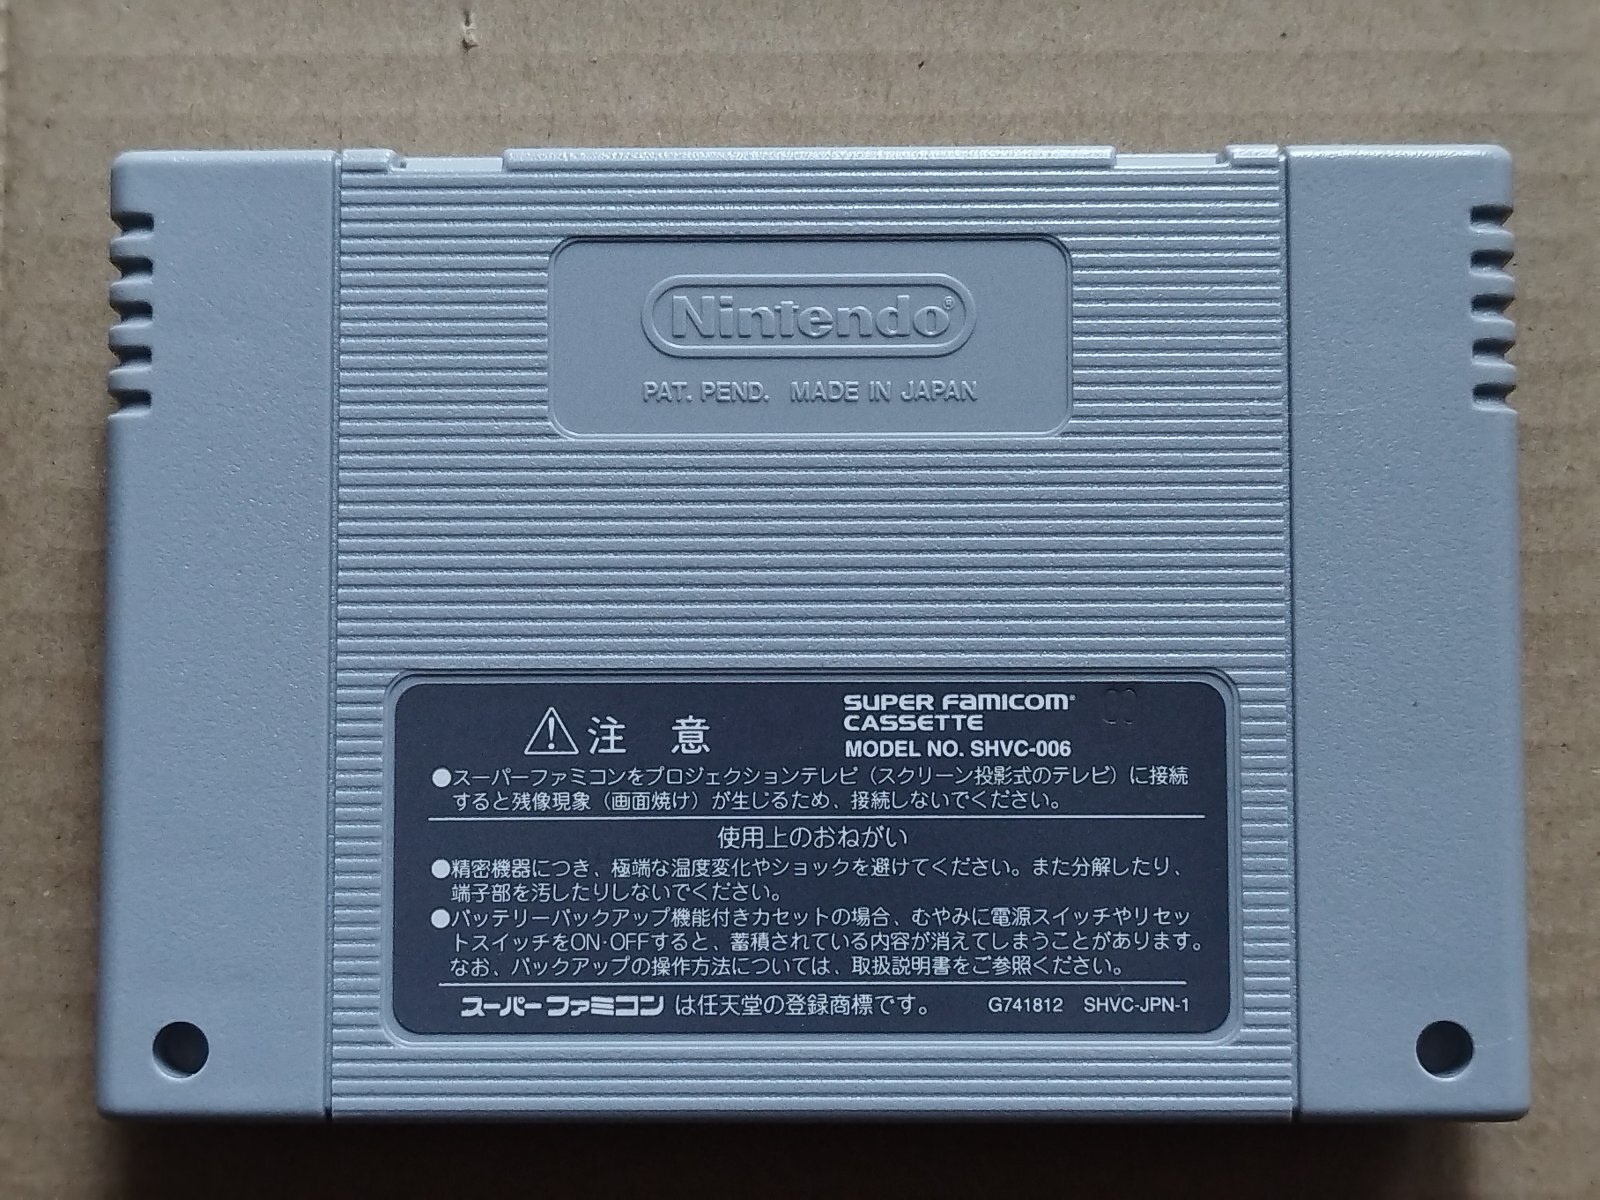 Nintendo®
PAT. PEND. MADE IN JAPAN
注 意
SUPER FAMICOM®
CASSETTE
MODEL NO. SHVC-006
●スーパーファミコンをプロジェクションテレビ（スクリーン投影式のテレビ）に接続
すると残像現象（画面焼け）が生じるため、接続しないでください。
使用上のおねがい
●精密機器につき、極端な温度変化やショックを避けてください。また分解したり、
端子部を汚したりしないでください。
●バッテリーバックアップ機能付きカセットの場合、むやみに電源スイッチやリセッ
トスイッチをON·OFFすると、蓄積されている内容が消えてしまうことがあります。
なお、バックアップの操作方法については、取扱説明書をご参照ください。
スーパーファミコン は任天堂の登録商標です。 G741812 SHVC-JPN-1